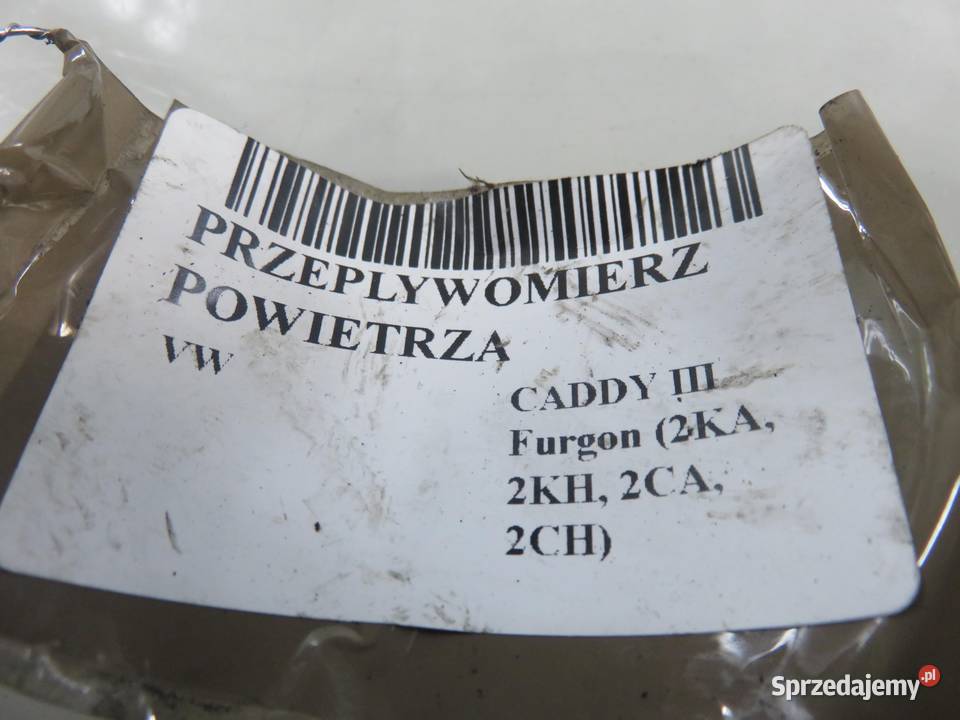 PRZEPLYWOMIERZ
POWIETRZA
VW
CADDY III
Furgon (2KA,
2KH, 2CA,
2CH)
Sprzedajemy.pl